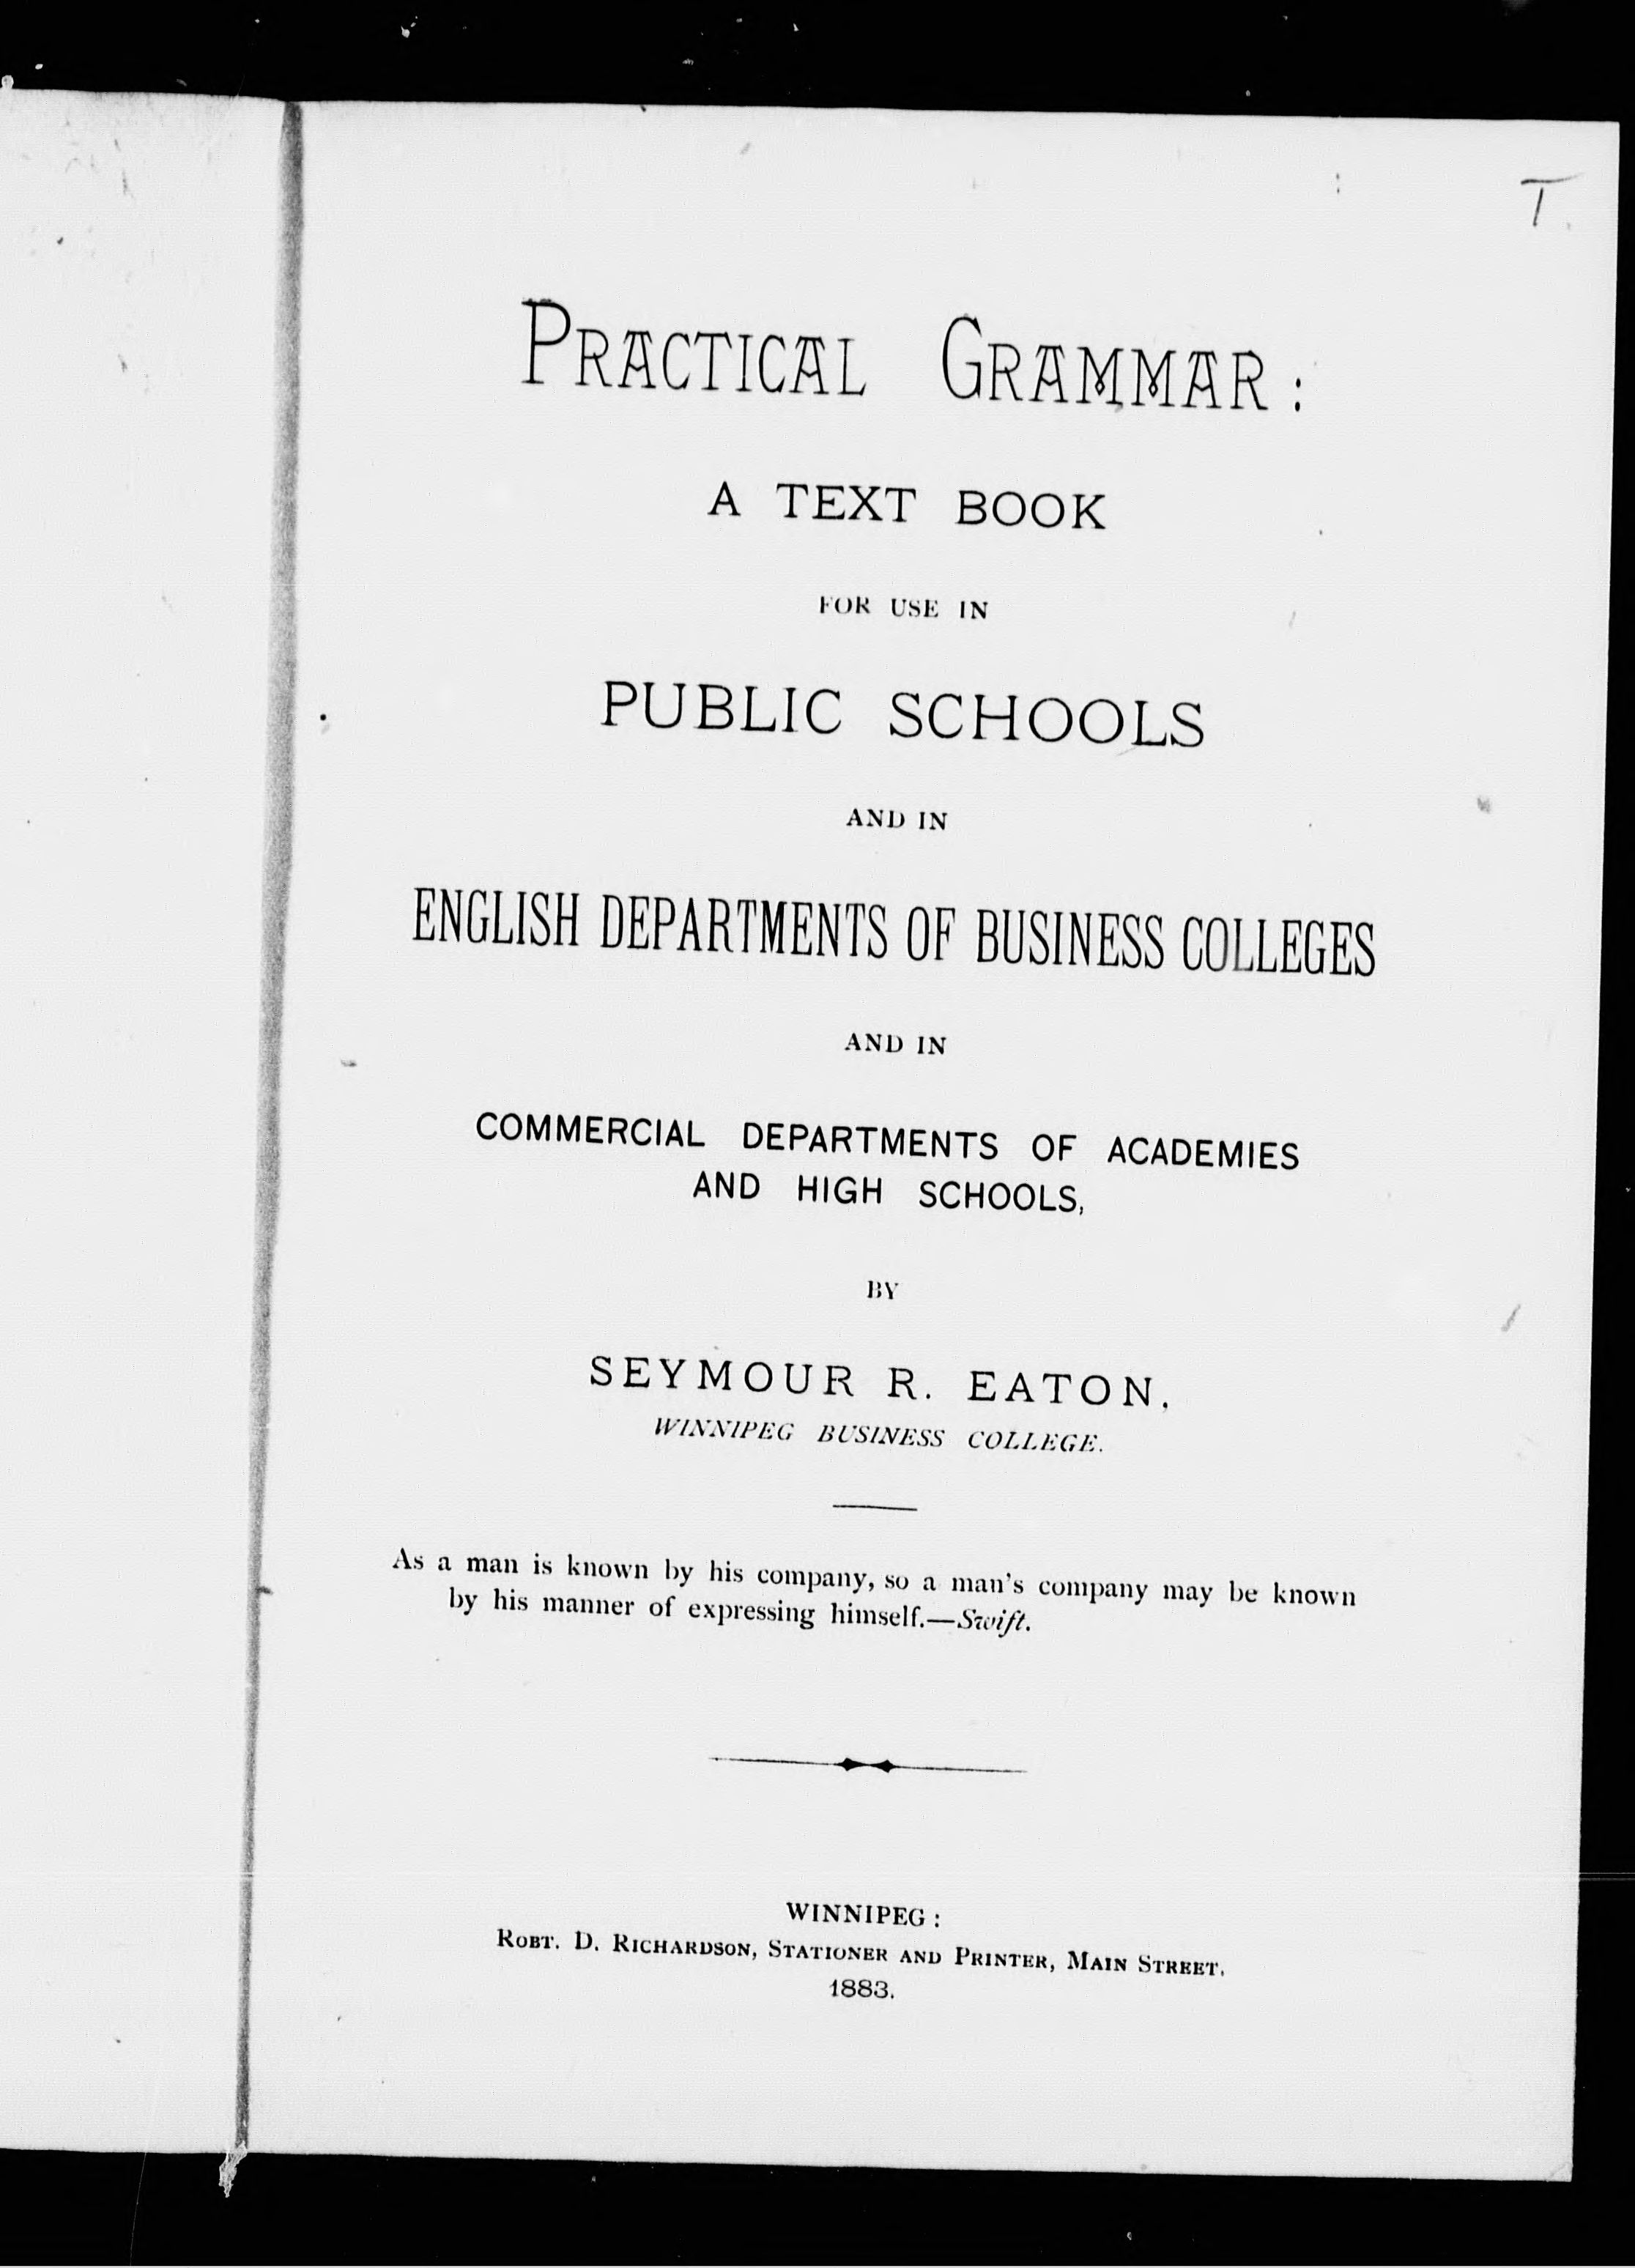 T.
PRACTICAL GRAMMAR:
A TEXT BOOK
FOR USE IN
PUBLIC SCHOOLS
AND IN
ENGLISH DEPARTMENTS OF BUSINESS COLLEGES
AND IN
COMMERCIAL DEPARTMENTS OF ACADEMIES
AND HIGH SCHOOLS,
BY
SEYMOUR R. EATON.
WINNIPEG BUSINESS COLLEGE.
As a man is known by his company, so a man's company may be known
by his manner of expressing himself.—Swift.
WINNIPEG:
ROBT. D. RICHARDSON, STATIONER AND PRINTER, MAIN STREET.
1883.